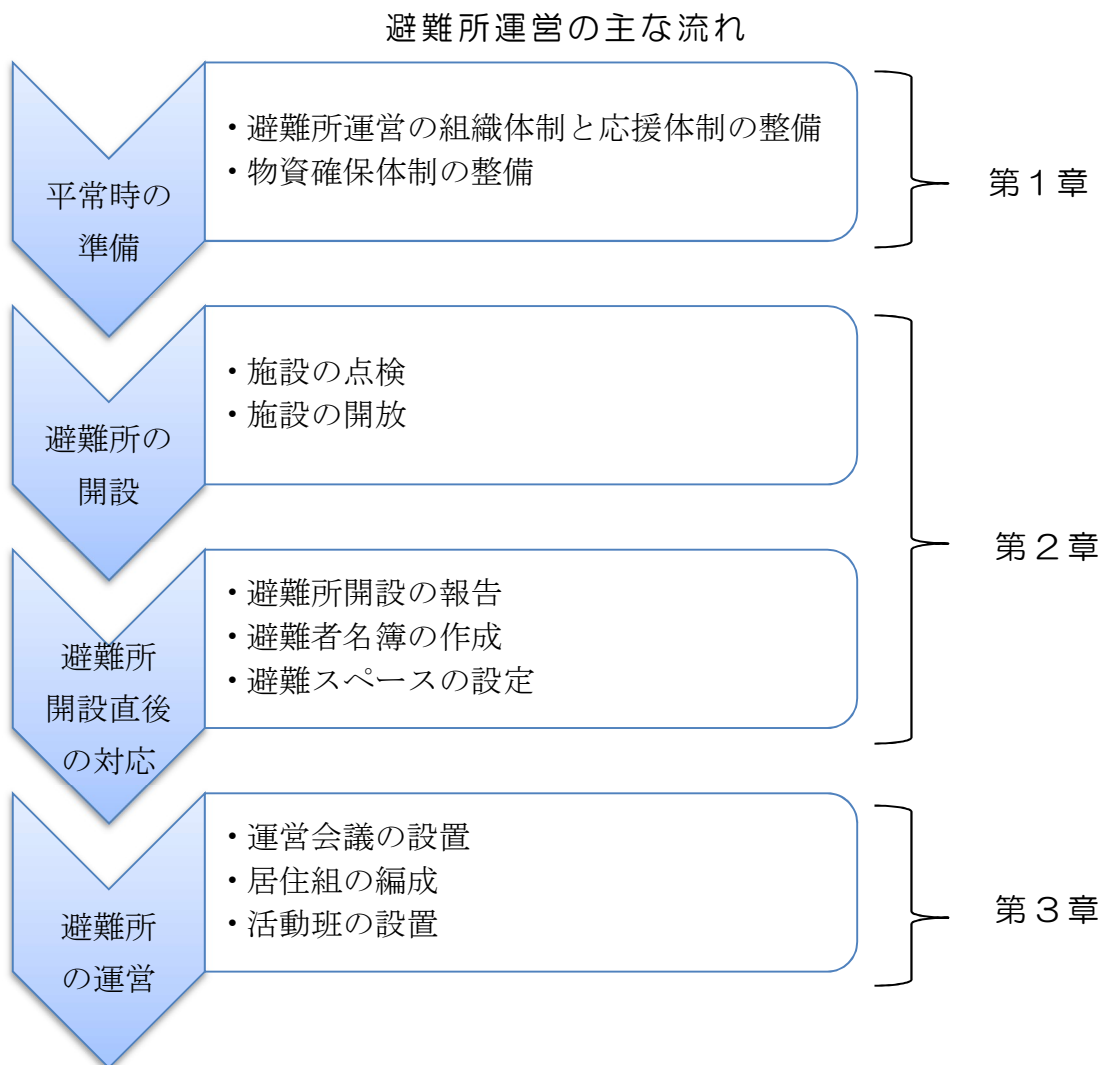 避難所運営の主な流れ
平常時の
準備
・避難所運営の組織体制と応援体制の整備
・物資確保体制の整備
第１章
避難所の
開設
・施設の点検
・施設の開放
第２章
避難所
開設直後
の対応
・避難所開設の報告
・避難者名簿の作成
・避難スペースの設定
避難所
の運営
・運営会議の設置
・居住組の編成
・活動班の設置
第３章